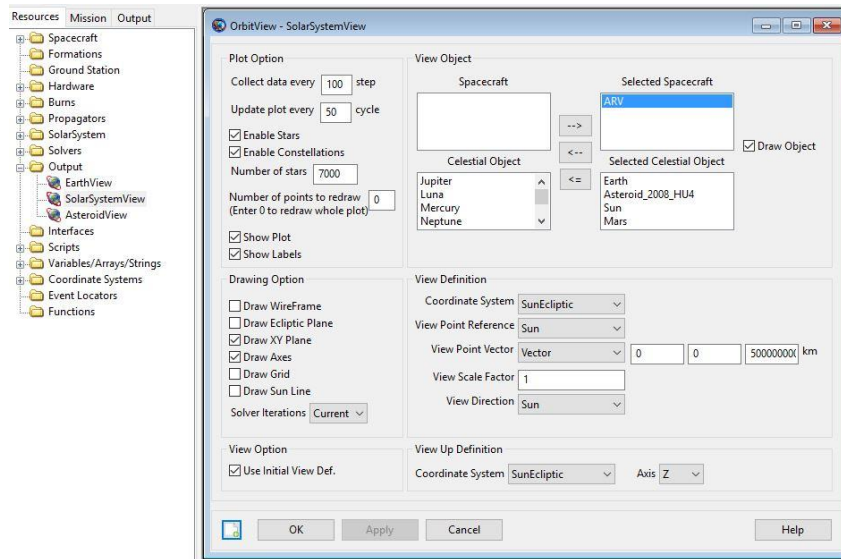 Resources Mission Output
Spacecraft
Formations
Ground Station
Hardware
Burns
Propagators
SolarSystem
Solvers
Output
EarthView
SolarSystemView
AsteroidView
Interfaces
Scripts
Variables/Arrays/Strings
Coordinate Systems
Event Locators
Functions
OrbitView - SolarSystemView
Plot Option
Collect data every 100 step
Update plot every 50 cycle
Enable Stars
Enable Constellations
Number of stars 7000
Number of points to redraw 0
(Enter 0 to redraw whole plot)
Show Plot
Show Labels
View Object
Spacecraft
Selected Spacecraft
ARV
-->
<--
<=
Draw Object
Celestial Object
Jupiter
Luna
Mercury
Neptune
Selected Celestial Object
Earth
Asteroid_2008_HU4
Sun
Mars
Drawing Option
Draw WireFrame
Draw Ecliptic Plane
Draw XY Plane
Draw Axes
Draw Grid
Draw Sun Line
Solver Iterations Current
View Definition
Coordinate System SunEcliptic
View Point Reference Sun
View Point Vector Vector 0 0 50000000 km
View Scale Factor 1
View Direction Sun
View Option
Use Initial View Def.
View Up Definition
Coordinate System SunEcliptic Axis Z
OK Apply Cancel Help